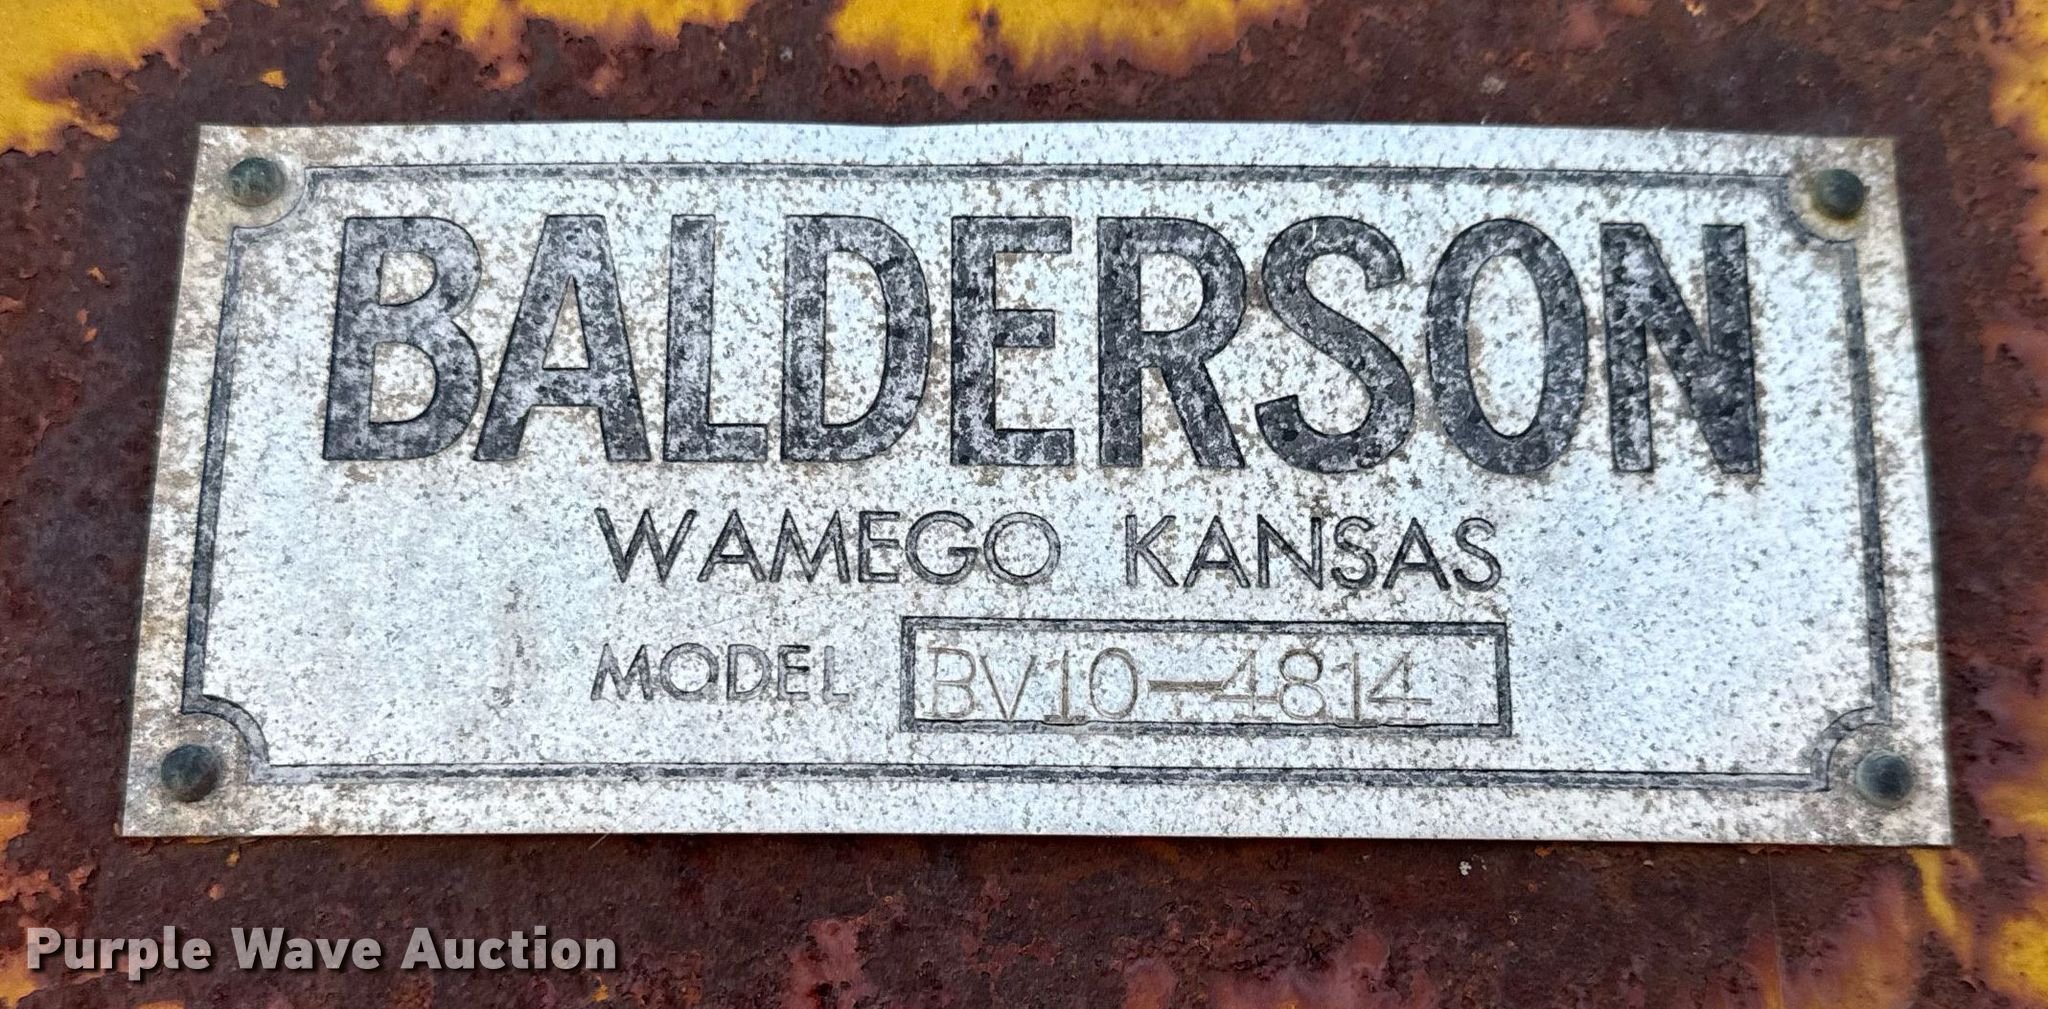 BALDERSON
WAMEGO KANSAS
MODEL BV10-4814
Purple Wave Auction